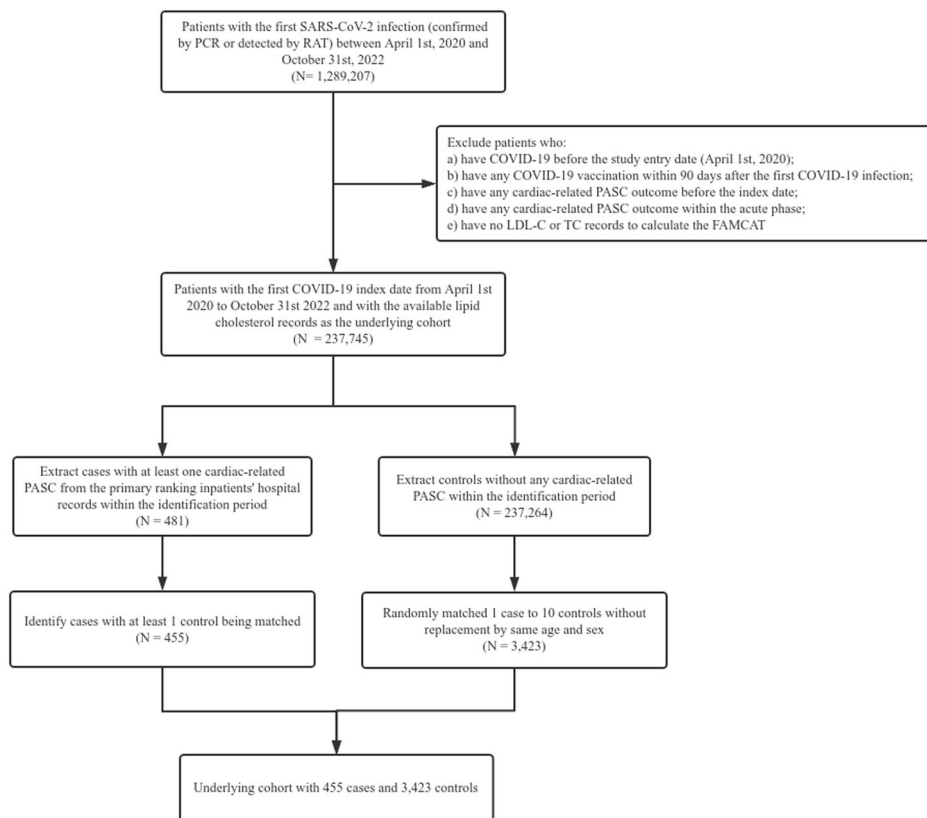 Patients with the first SARS-CoV-2 infection (confirmed
by PCR or detected by RAT) between April 1st, 2020 and
October 31st, 2022
(N= 1,289,207)
Exclude patients who:
a) have COVID-19 before the study entry date (April 1st, 2020);
b) have any COVID-19 vaccination within 90 days after the first COVID-19 infection;
c) have any cardiac-related PASC outcome before the index date;
d) have any cardiac-related PASC outcome within the acute phase;
e) have no LDL-C or TC records to calculate the FAMCAT
Patients with the first COVID-19 index date from April 1st
2020 to October 31st 2022 and with the available lipid
cholesterol records as the underlying cohort
(N = 237,745)
Extract cases with at least one cardiac-related
PASC from the primary ranking inpatients' hospital
records within the identification period
(N = 481)
Extract controls without any cardiac-related
PASC within the identification period
(N = 237,264)
Identify cases with at least 1 control being matched
(N = 455)
Randomly matched 1 case to 10 controls without
replacement by same age and sex
(N = 3,423)
Underlying cohort with 455 cases and 3,423 controls